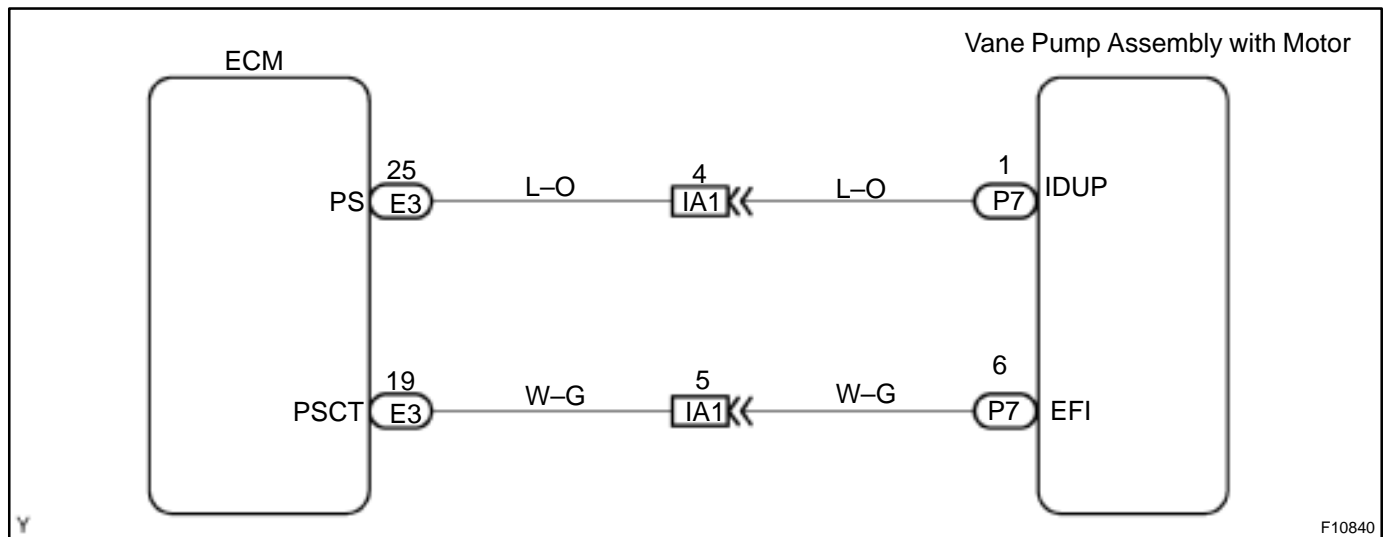 Vane Pump Assembly with Motor
ECM
25
4
1
PS
E3
L–O
IA1
L–O
P7
IDUP
19
5
6
PSCT
E3
W–G
IA1
W–G
P7
EFI
Y
F10840